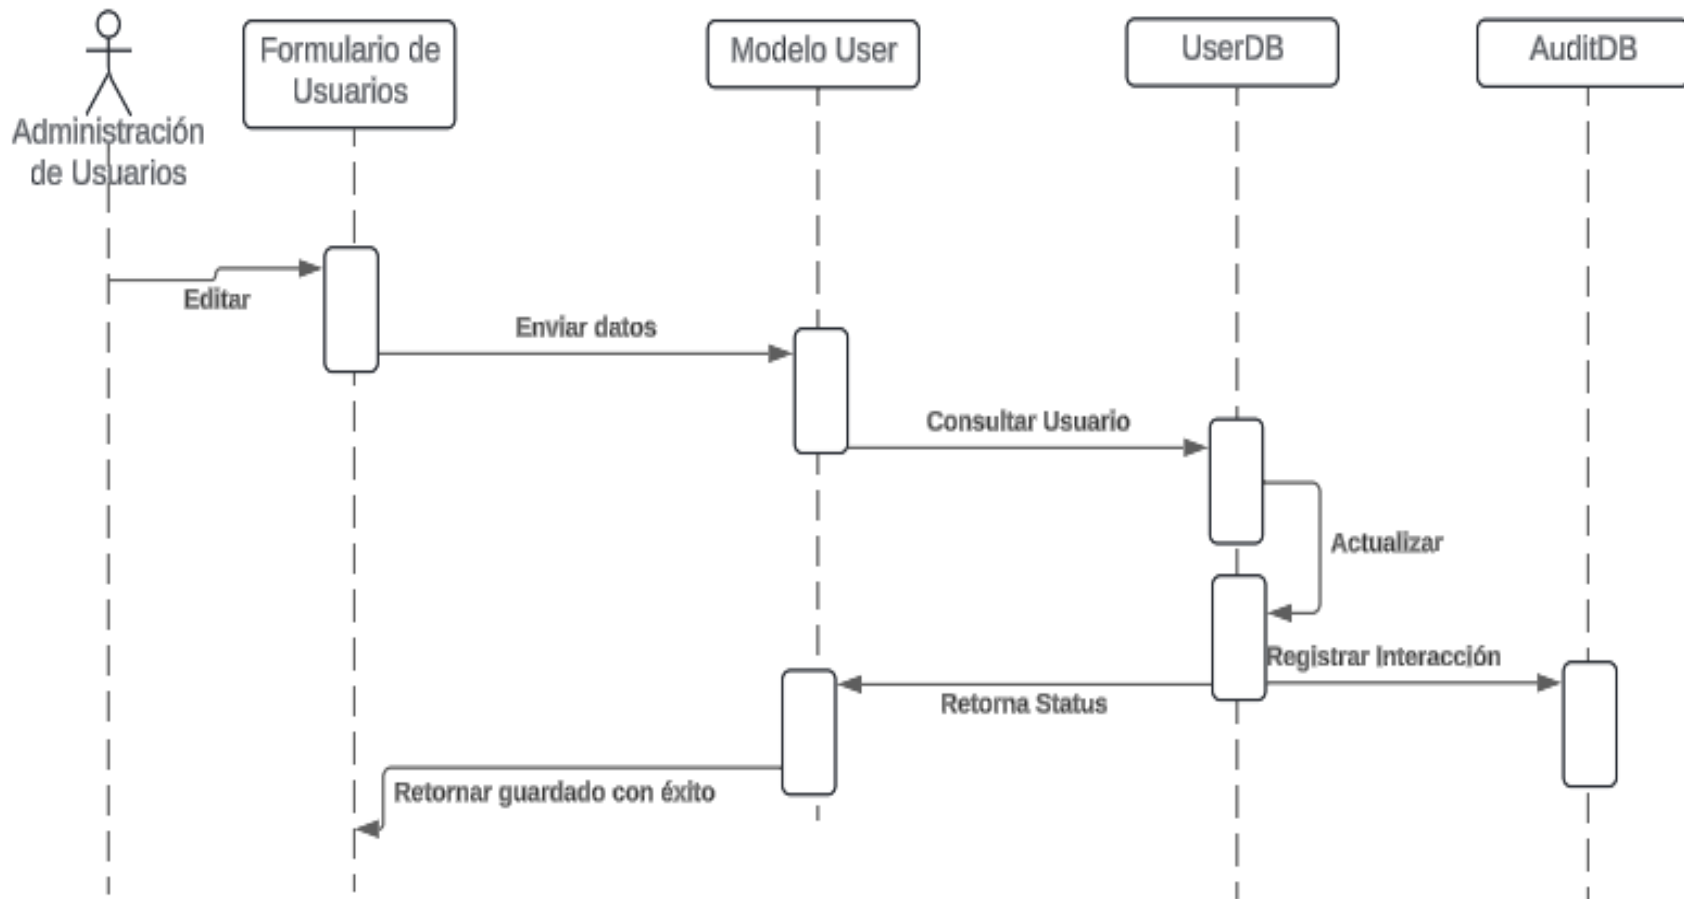 Administración
de Usuarios
Formulario de
Usuarios
Modelo User
UserDB
AuditDB
Editar
Enviar datos
Consultar Usuario
Actualizar
Registrar Interacción
Retorna Status
Retornar guardado con éxito